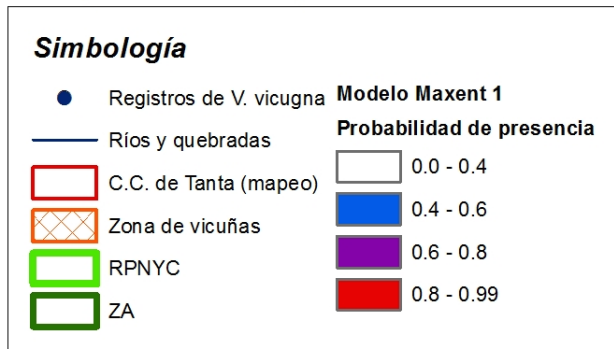 Simbología
Registros de V. vicugna
Ríos y quebradas
C.C. de Tanta (mapeo)
Zona de vicuñas
RPNYC
ZA
Modelo Maxent 1
Probabilidad de presencia
0.0 - 0.4
0.4 - 0.6
0.6 - 0.8
0.8 - 0.99